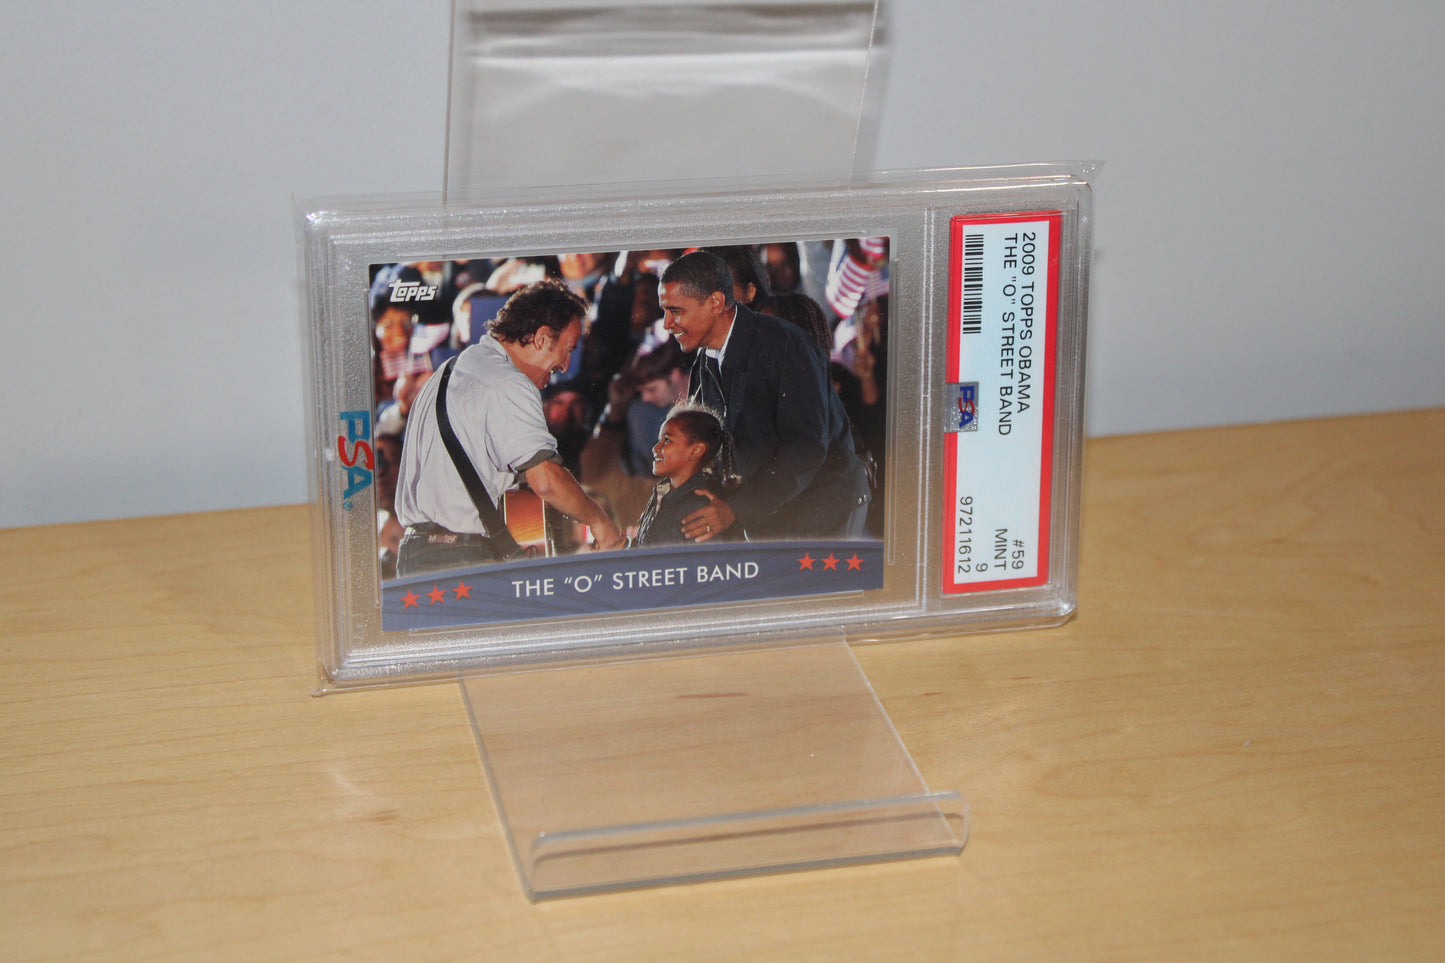 Topps
THE “O” STREET BAND
PSA
2009 TOPPS OBAMA
THE "O" STREET BAND
PSA
#59
MINT 9
97211612